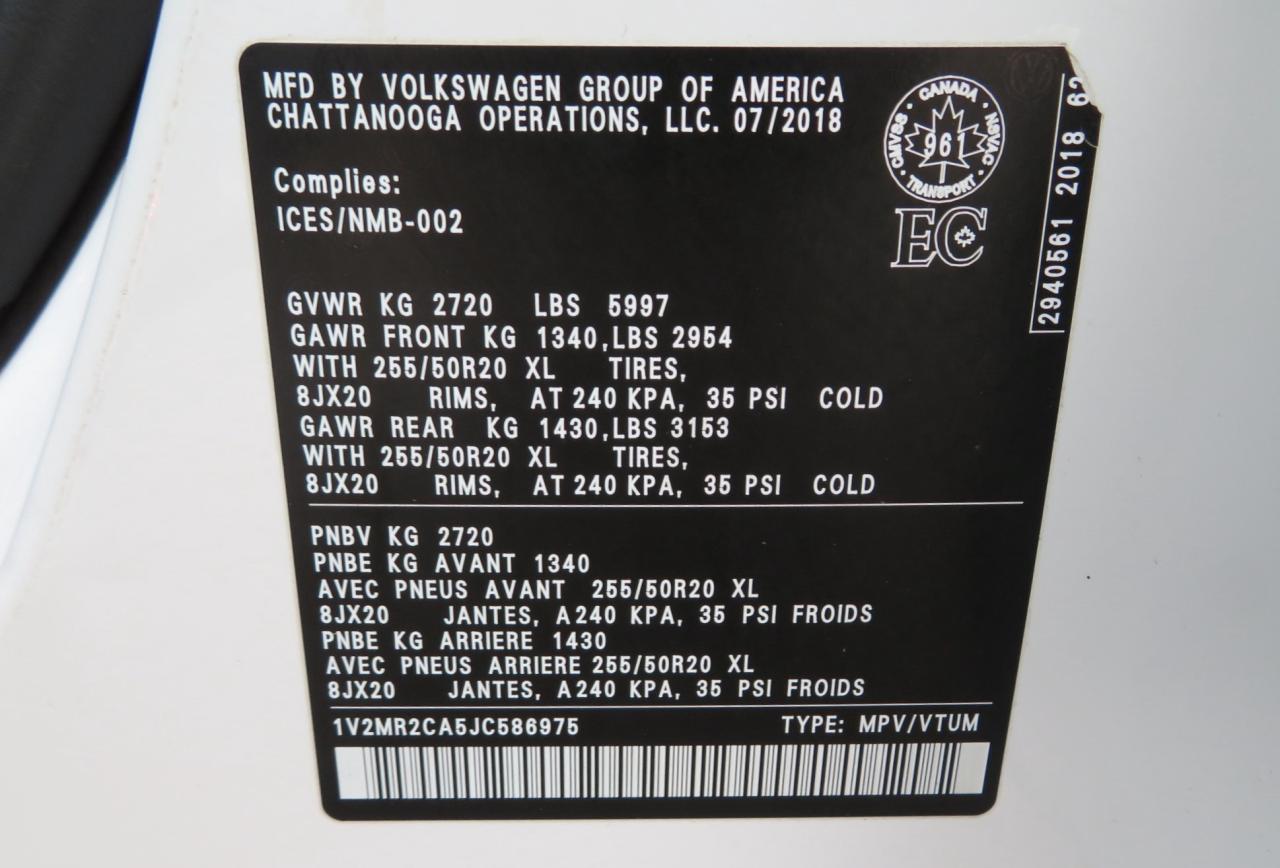 MFD BY VOLKSWAGEN GROUP OF AMERICA
CHATTANOOGA OPERATIONS, LLC. 07/2018
CANADA
CMVSS
NSVAC
961
TRANSPORT
EC
2940561 2018 62
Complies:
ICES/NMB-002
GVWR KG 2720 LBS 5997
GAWR FRONT KG 1340,LBS 2954
WITH 255/50R20 XL TIRES,
8JX20 RIMS, AT 240 KPA, 35 PSI COLD
GAWR REAR KG 1430,LBS 3153
WITH 255/50R20 XL TIRES,
8JX20 RIMS, AT 240 KPA, 35 PSI COLD
PNBV KG 2720
PNBE KG AVANT 1340
AVEC PNEUS AVANT 255/50R20 XL
8JX20 JANTES, A 240 KPA, 35 PSI FROIDS
PNBE KG ARRIERE 1430
AVEC PNEUS ARRIERE 255/50R20 XL
8JX20 JANTES, A 240 KPA, 35 PSI FROIDS
1V2MR2CA5JC586975 TYPE: MPV/VTUM